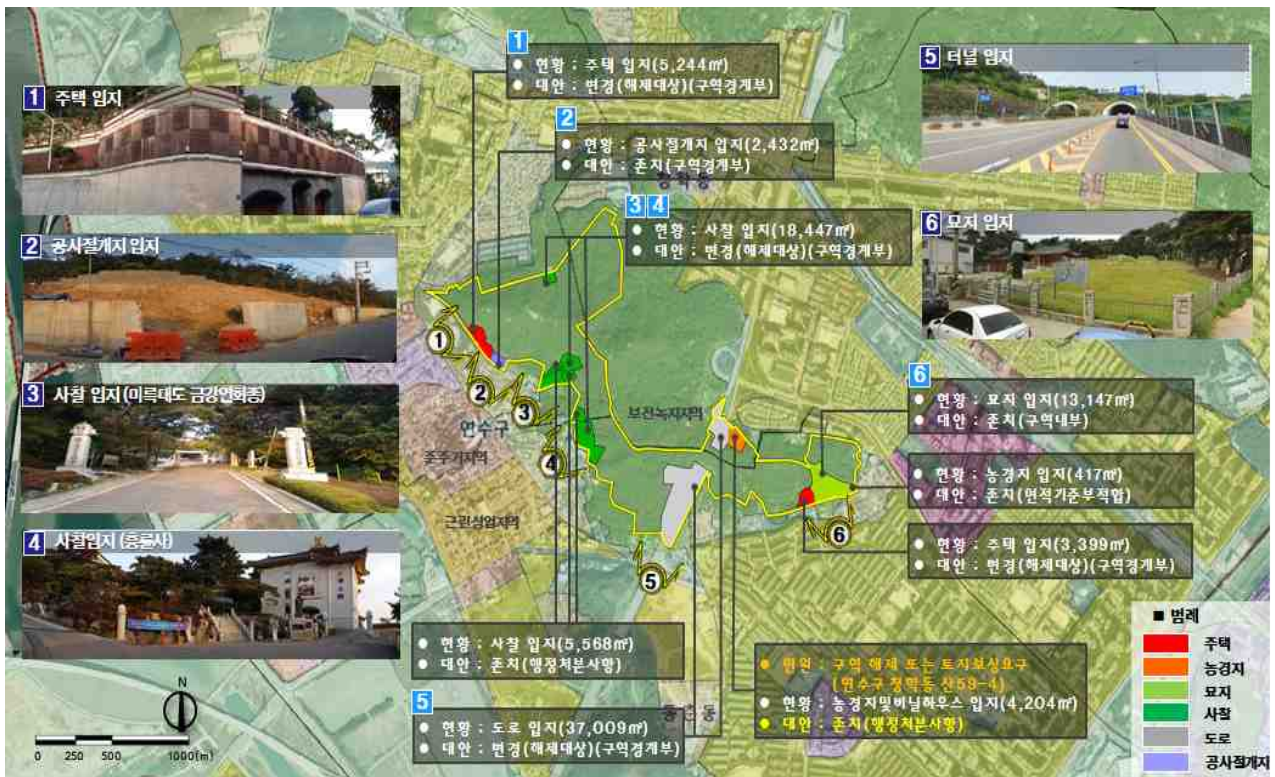 1 주택 입지
2 공사절개지 입지
3 사찰 입지 (미륵대도 금강연화종)
4 사찰입지 (흥륜사)
N
0 250 500 1000(m)
1
● 현황 : 주택 입지(5,244㎡)
● 대안 : 변경(해제대상)(구역경계부)
2
● 현황 : 공사절개지 입지(2,432㎡)
● 대안 : 존치(구역경계부)
3 4
● 현황 : 사찰 입지(18,447㎡)
● 대안 : 변경(해제대상)(구역경계부)
5 터널 입지
6 묘지 입지
6
● 현황 : 묘지 입지(13,147㎡)
● 대안 : 존치(구역내부)
● 현황 : 농경지 입지(417㎡)
● 대안 : 존치(면적기준부적합)
● 현황 : 주택 입지(3,399㎡)
● 대안 : 변경(해제대상)(구역경계부)
보전녹지지역
연수구
준주거지역
근린상업지역
①
②
③
④
⑤
⑥
● 현황 : 사찰 입지(5,568㎡)
● 대안 : 존치(행정처분사항)
5
● 현황 : 도로 입지(37,009㎡)
● 대안 : 변경(해제대상)(구역경계부)
● 민원 : 구역 해제 또는 토지보상요구
(연수구 청학동 산59-4)
● 현황 : 농경지및비닐하우스 입지(4,204㎡)
● 대안 : 존치(행정처분사항)
동춘동
■ 범례
주택
농경지
묘지
사찰
도로
공사절개지